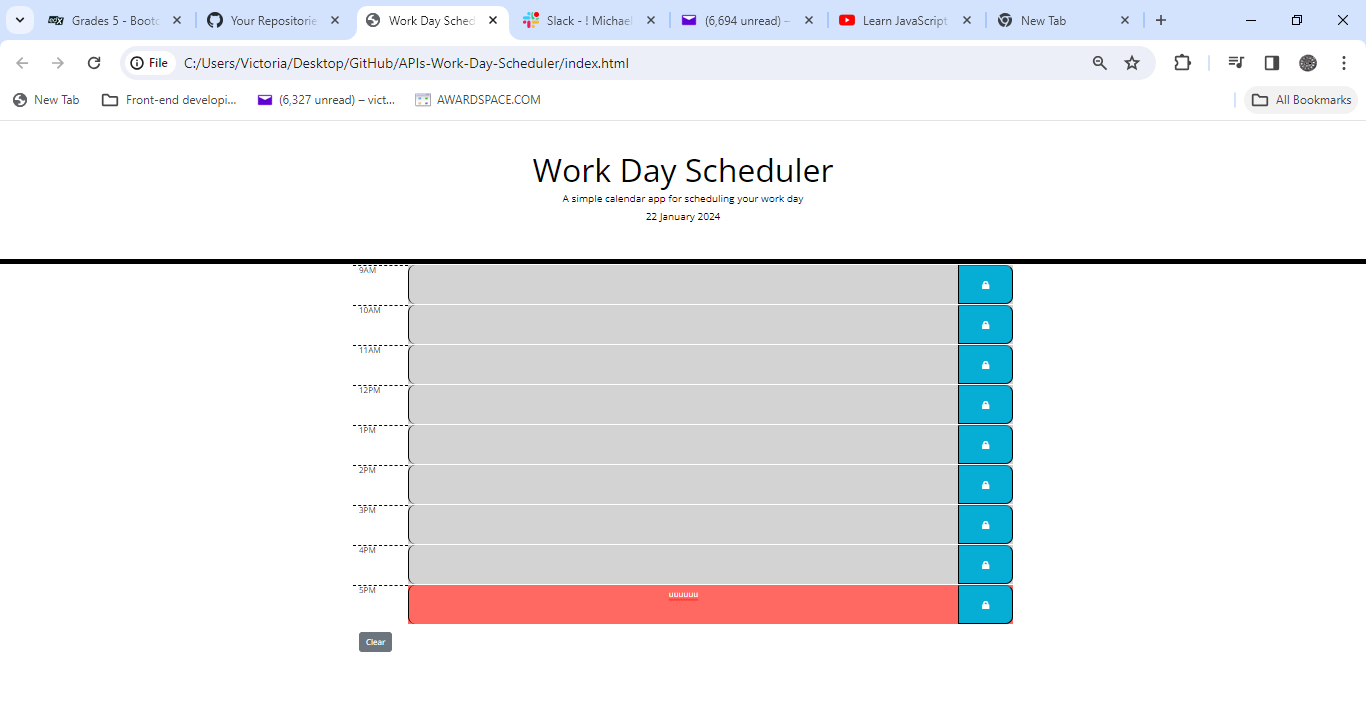 Grades 5 - Bootc
Your Repositorie
Work Day Sched
Slack - ! Michael
(6,694 unread) –
Learn JavaScript
New Tab
File
C:/Users/Victoria/Desktop/GitHub/APIs-Work-Day-Scheduler/index.html
New Tab
Front-end developi...
(6,327 unread) – vict...
AWARDSPACE.COM
All Bookmarks
Work Day Scheduler
A simple calendar app for scheduling your work day
22 January 2024
9AM
10AM
11AM
12PM
1PM
2PM
3PM
4PM
5PM
uuuuuu
Clear